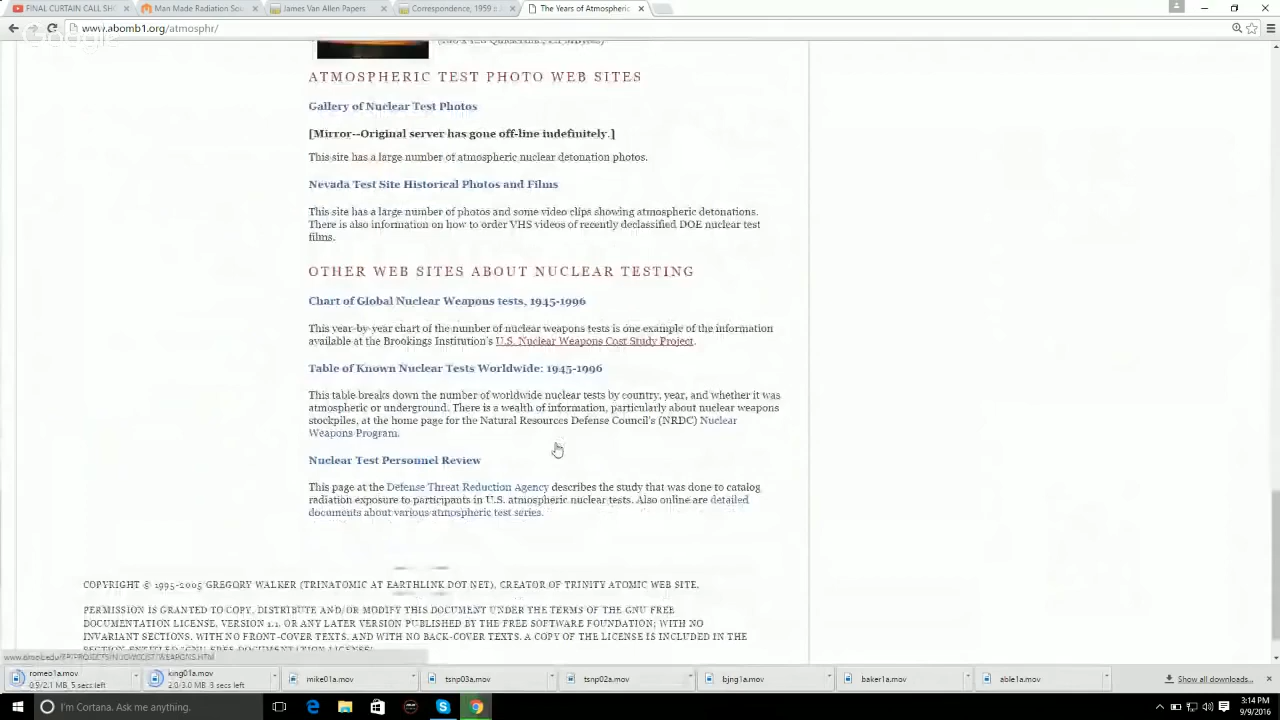 FINAL CURTAIN CALL SH
Man Made Radiation So
James Van Allen Papers
Correspondence, 1959
The Years of Atmospheric
www.abomb1.org/atmosphr/
ATMOSPHERIC TEST PHOTO WEB SITES
Gallery of Nuclear Test Photos
[Mirror--Original server has gone off-line indefinitely.]
This site has a large number of atmospheric nuclear detonation photos.
Nevada Test Site Historical Photos and Films
This site has a large number of photos and some video clips showing atmospheric detonations.
There is also information on how to order VHS videos of recently declassified DOE nuclear test
films.
OTHER WEB SITES ABOUT NUCLEAR TESTING
Chart of Global Nuclear Weapons tests, 1945-1996
This year-by-year chart of the number of nuclear weapons tests is one example of the information
available at the Brookings Institution's U.S. Nuclear Weapons Cost Study Project.
Table of Known Nuclear Tests Worldwide: 1945-1996
This table breaks down the number of worldwide nuclear tests by country, year, and whether it was
atmospheric or underground. There is a wealth of information, particularly about nuclear weapons
stockpiles, at the home page for the Natural Resources Defense Council's (NRDC) Nuclear
Weapons Program.
Nuclear Test Personnel Review
This page at the Defense Threat Reduction Agency describes the study that was done to catalog
radiation exposure to participants in U.S. atmospheric nuclear tests. Also online are detailed
documents about various atmospheric test series.
COPYRIGHT © 1995-2005 GREGORY WALKER (TRINATOMIC AT EARTHLINK DOT NET), CREATOR OF TRINITY ATOMIC WEB SITE.
PERMISSION IS GRANTED TO COPY, DISTRIBUTE AND/OR MODIFY THIS DOCUMENT UNDER THE TERMS OF THE GNU FREE
DOCUMENTATION LICENSE, VERSION 1.1, OR ANY LATER VERSION PUBLISHED BY THE FREE SOFTWARE FOUNDATION; WITH NO
INVARIANT SECTIONS, WITH NO FRONT-COVER TEXTS, AND WITH NO BACK-COVER TEXTS. A COPY OF THE LICENSE IS INCLUDED IN THE
romeo1a.mov
0.9/2.1 MB, 5 secs left
king01a.mov
2.0/3.0 MB, 3 secs left
mike01a.mov
tsnp03a.mov
tsnp02a.mov
bjng1a.mov
baker1a.mov
able1a.mov
Show all downloads...
I'm Cortana. Ask me anything.
3:14 PM
9/9/2016